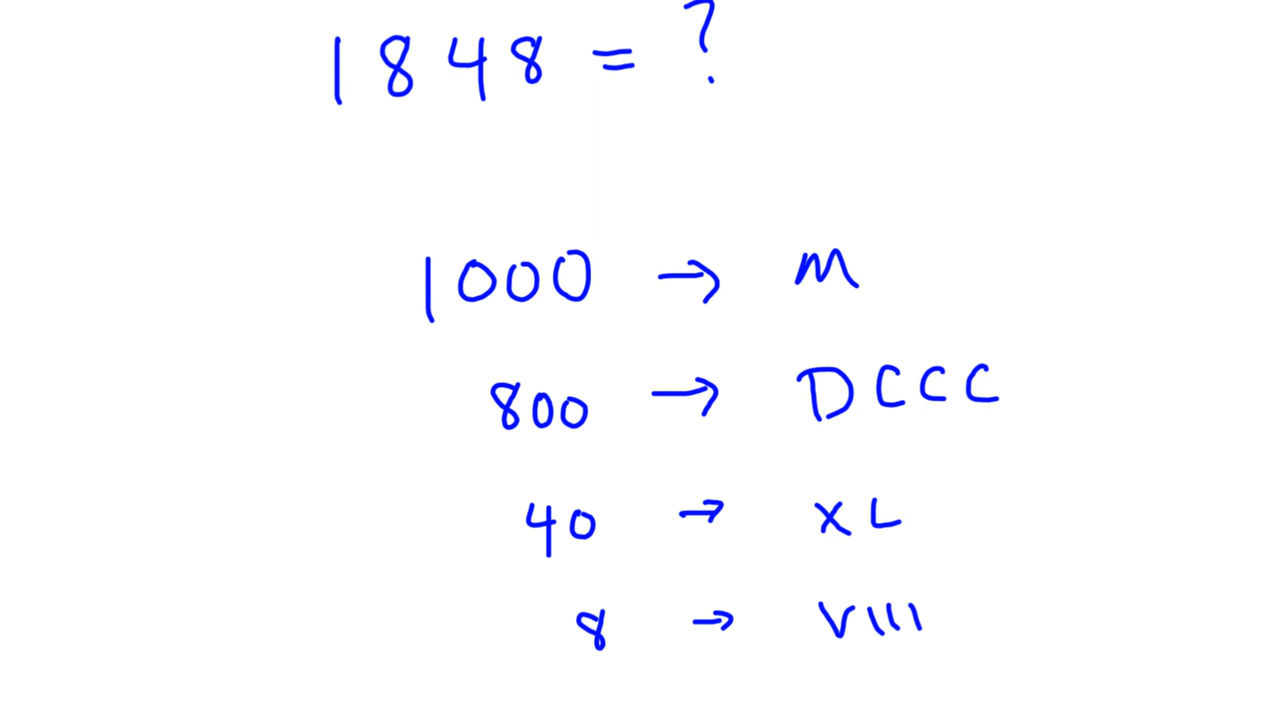 1848 = ?
1000 → M
800 → DCCC
40 → XL
8 → VIII